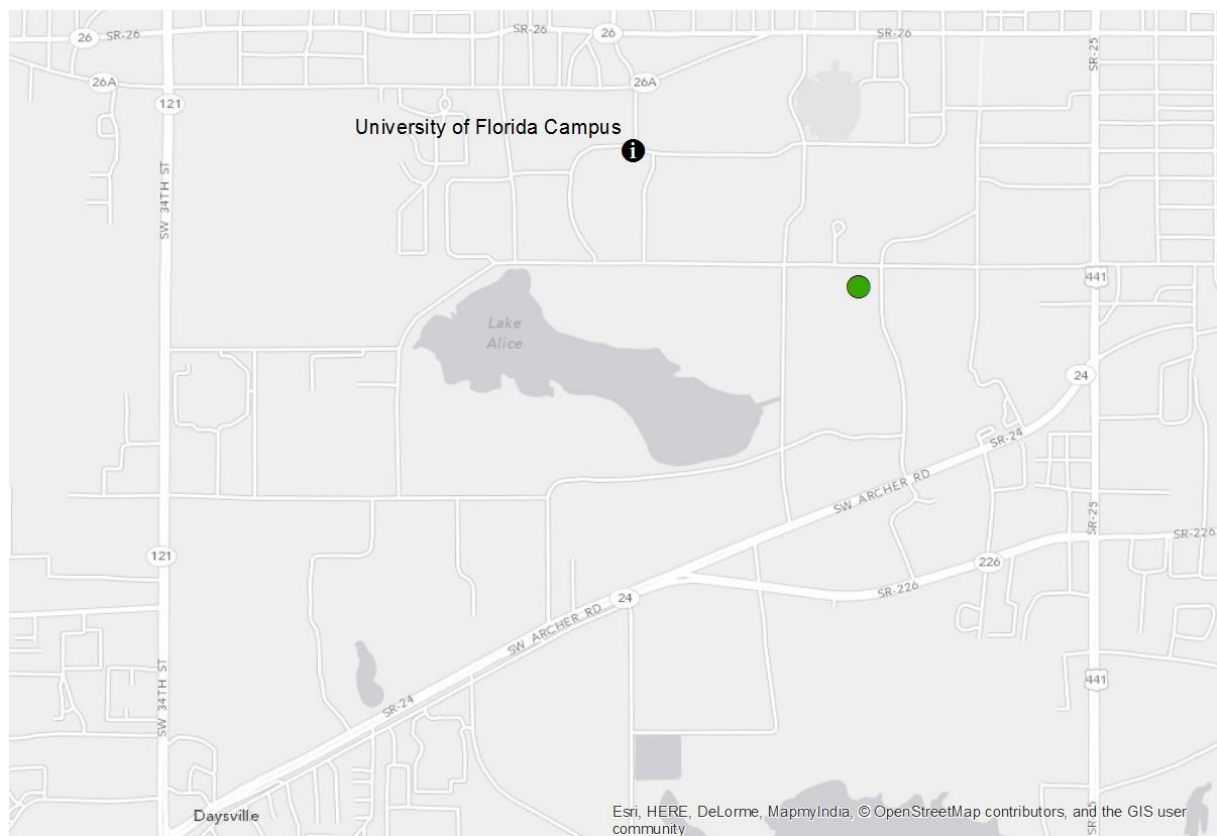 26
SR-26
SR-26
26
SR-26
SR-25
26A
26A
121
University of Florida Campus
i
SW 34TH ST
441
Lake
Alice
24
SR-24
SW ARCHER RD
SR-25
SR-226
121
226
SR-226
24
SW ARCHER RD
SW 34TH ST
441
SR-24
Daysville
SR-25
Esri, HERE, DeLorme, MapmyIndia, © OpenStreetMap contributors, and the GIS user
community